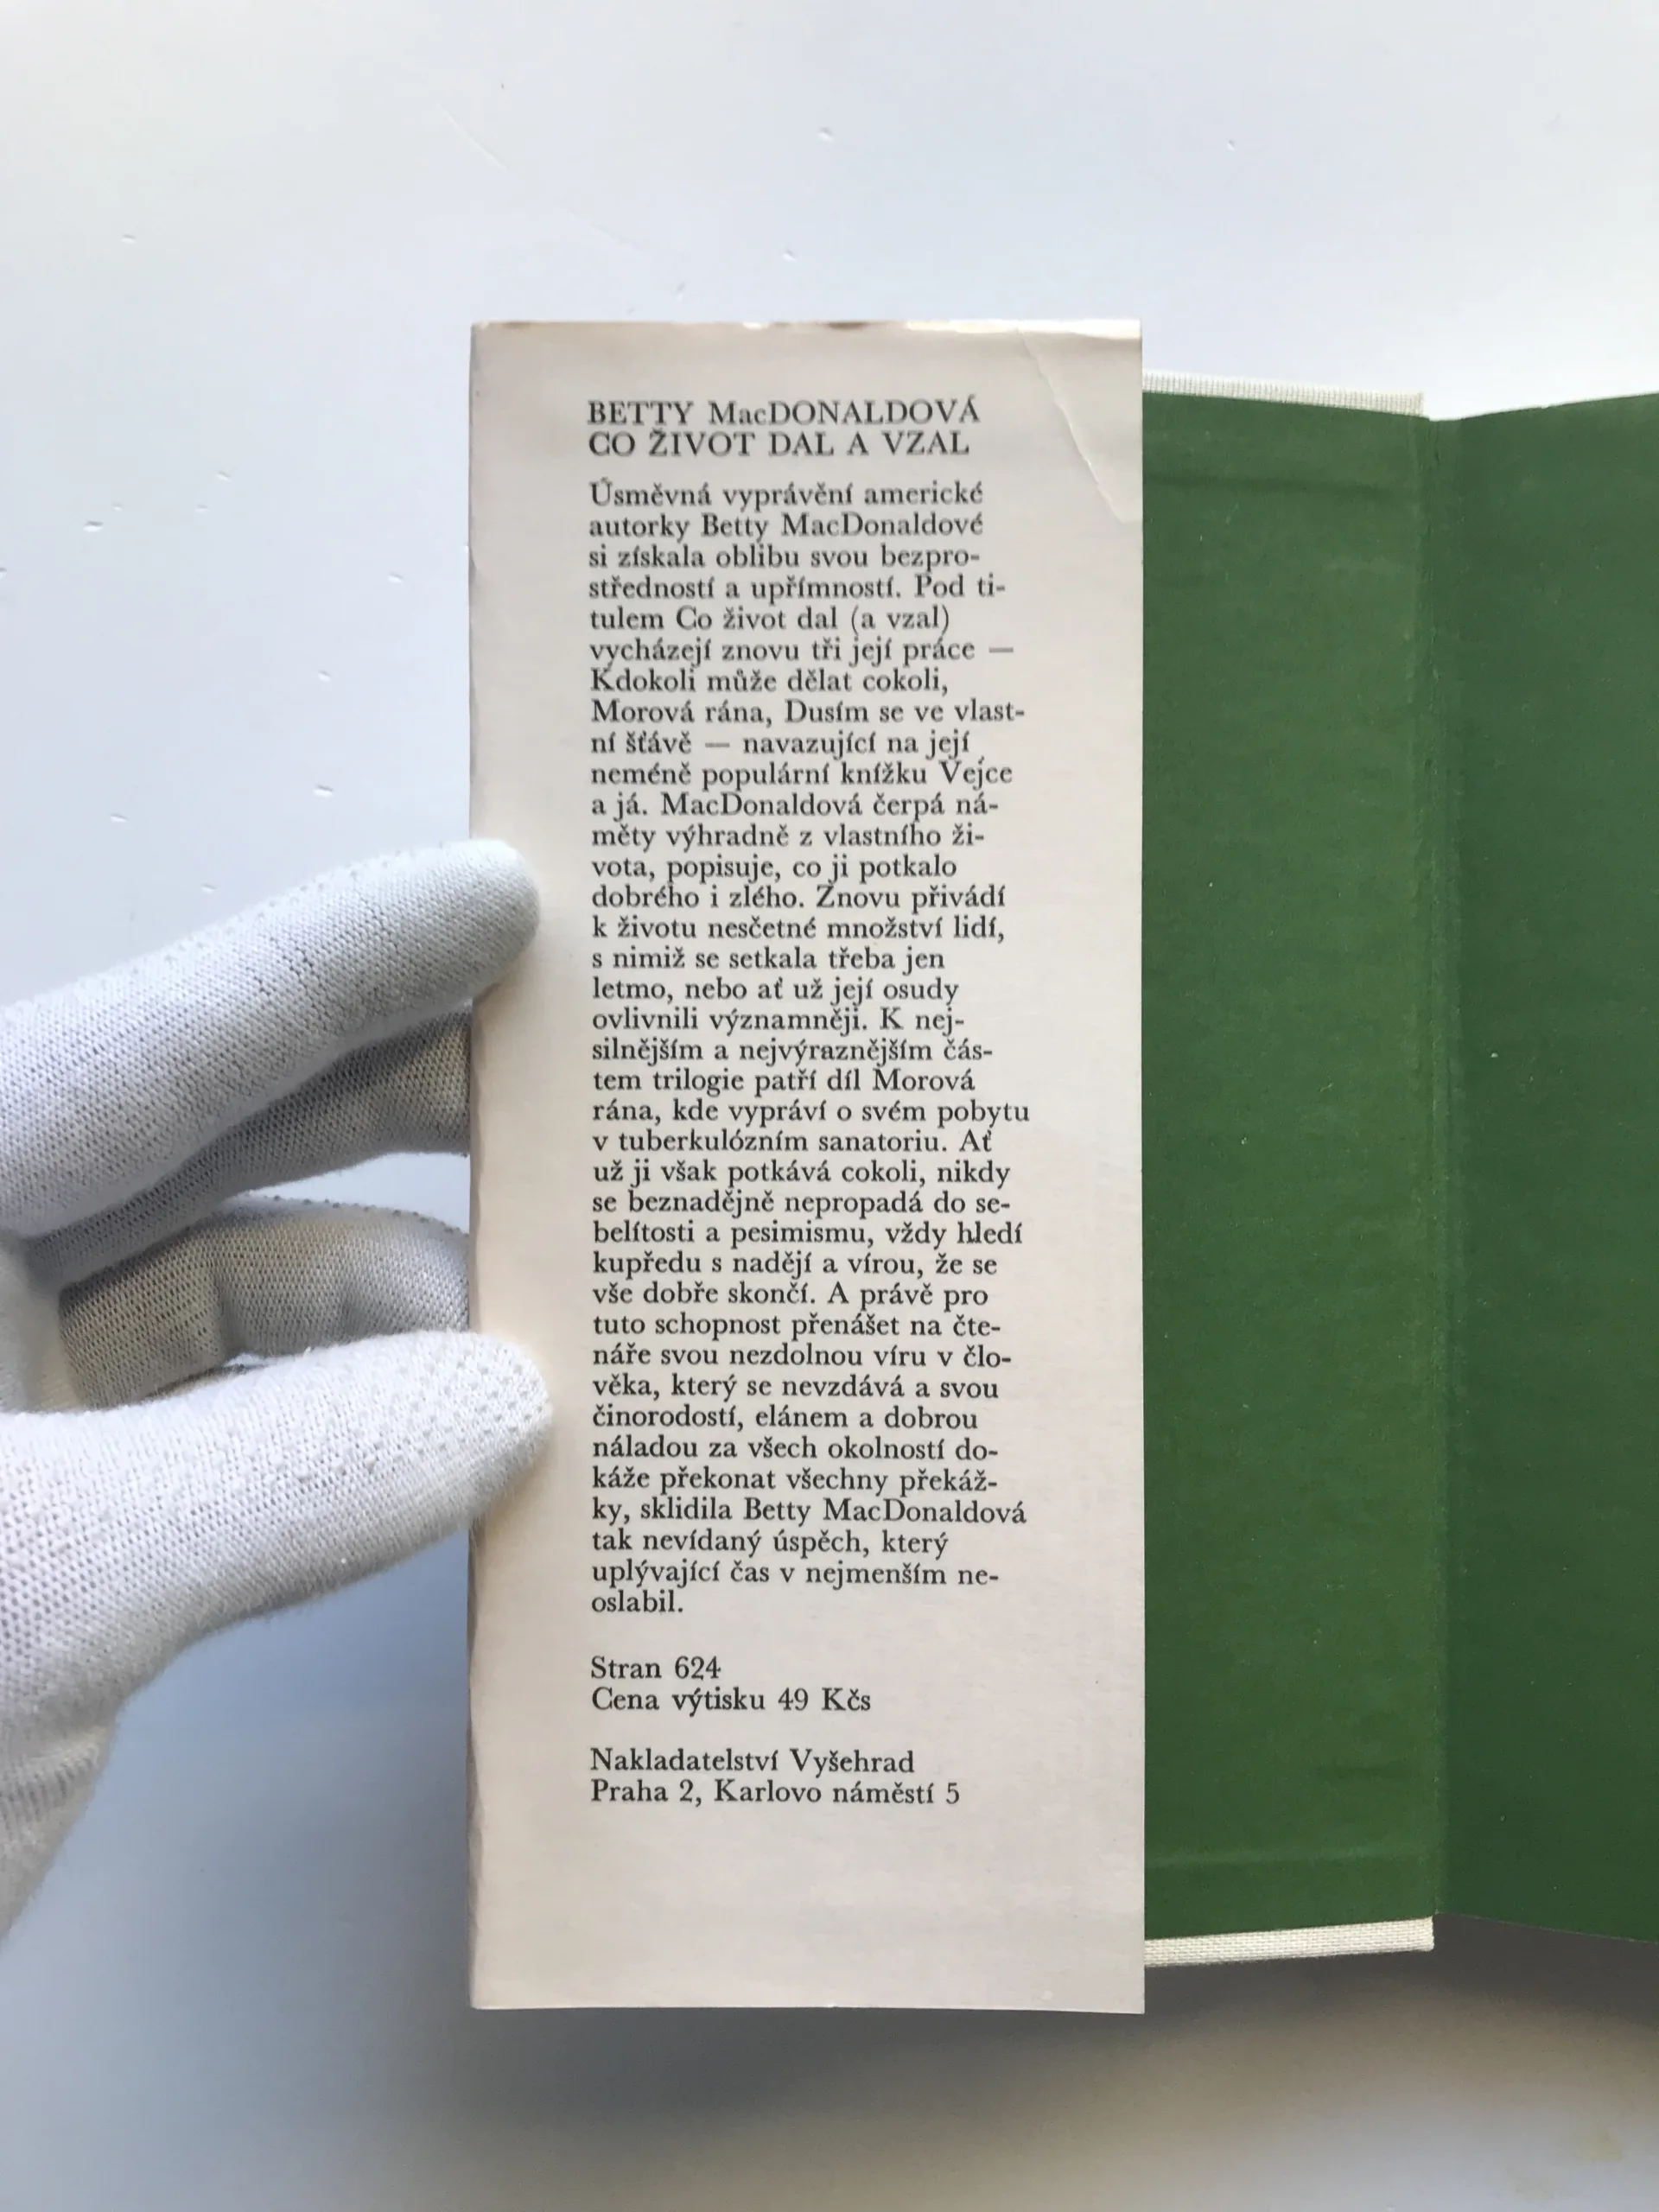 BETTY MacDONALDOVÁ
CO ŽIVOT DAL A VZAL
Úsměvná vyprávění americké
autorky Betty MacDonaldové
si získala oblibu svou bezpro-
středností a upřímností. Pod ti-
tulem Co život dal (a vzal)
vycházejí znovu tři její práce —
Kdokoli může dělat cokoli,
Morová rána, Dusím se ve vlast-
ní šťávě — navazující na její
neméně populární knížku Vejce
a já. MacDonaldová čerpá ná-
měty výhradně z vlastního ži-
vota, popisuje, co ji potkalo
dobrého i zlého. Znovu přivádí
k životu nesčetné množství lidí,
s nimiž se setkala třeba jen
letmo, nebo ať už její osudy
ovlivnili významněji. K nej-
silnějším a nejvýraznějším čás-
tem trilogie patří díl Morová
rána, kde vypráví o svém pobytu
v tuberkulózním sanatoriu. Ať
už ji však potkává cokoli, nikdy
se beznadějně nepropadá do se-
belítosti a pesimismu, vždy hledí
kupředu s nadějí a vírou, že se
vše dobře skončí. A právě pro
tuto schopnost přenášet na čte-
náře svou nezdolnou víru v člo-
věka, který se nevzdává a svou
činorodostí, elánem a dobrou
náladou za všech okolností do-
káže překonat všechny překáž-
ky, sklidila Betty MacDonaldová
tak nevídaný úspěch, který
uplývající čas v nejmenším ne-
oslabil.
Stran 624
Cena výtisku 49 Kčs
Nakladatelství Vyšehrad
Praha 2, Karlovo náměstí 5